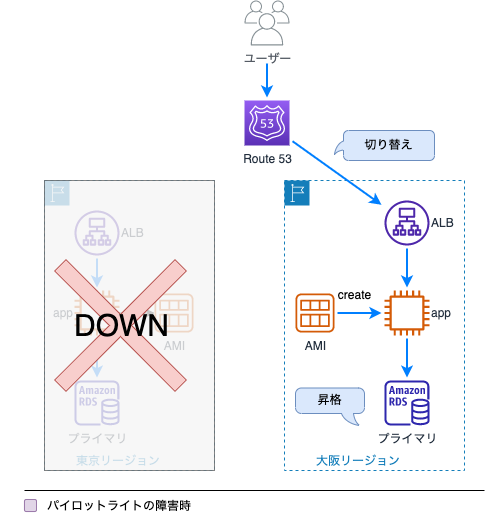 ユーザー
53
Route 53
切り替え
ALB
app
AMI
DOWN
Amazon
RDS
プライマリ
東京リージョン
ALB
create
app
AMI
昇格
Amazon
RDS
プライマリ
大阪リージョン
パイロットライトの障害時